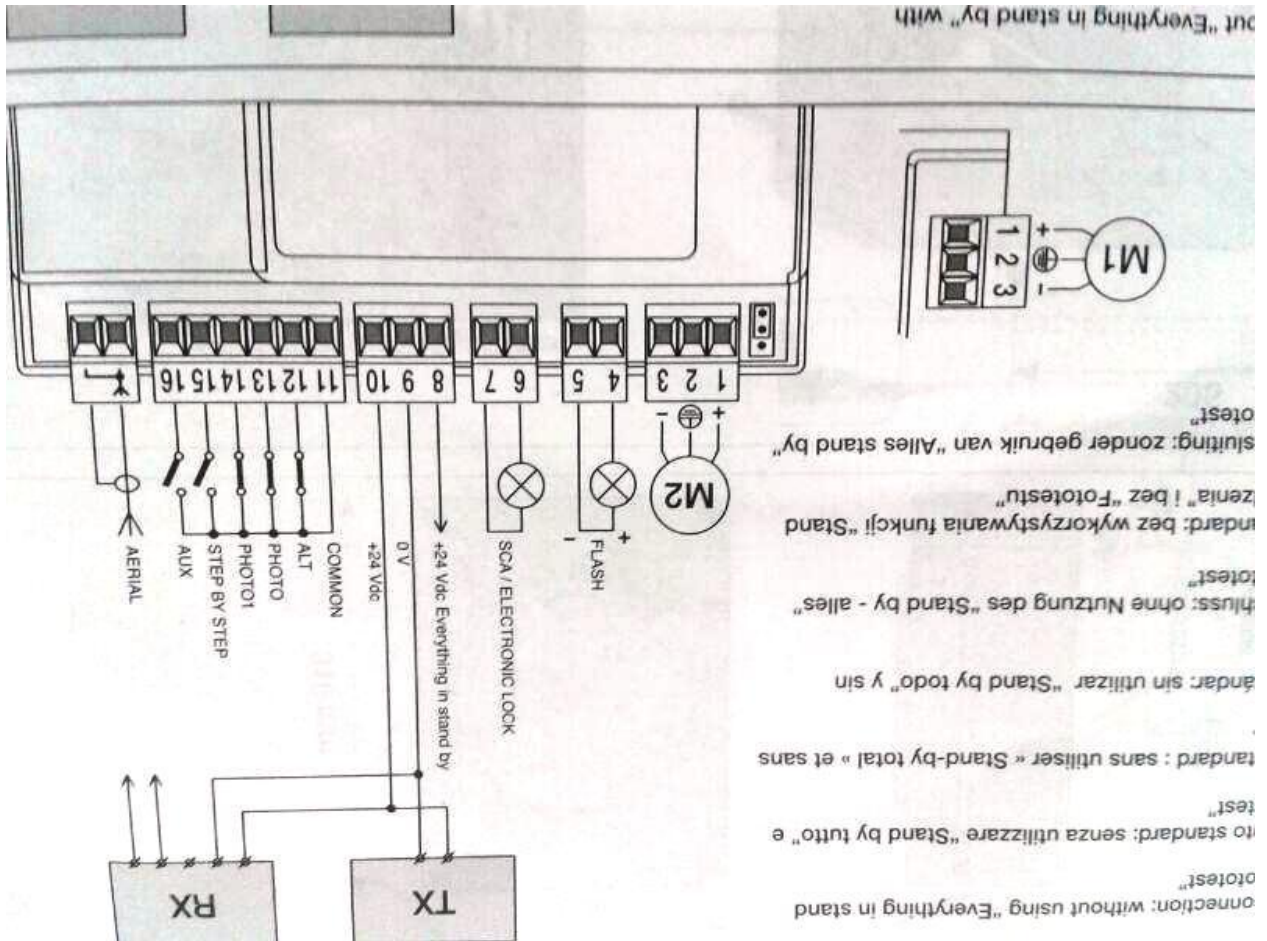 onnection: without using "Everything in stand
ototest"
to standard: senza utilizzare "Stand by tutto" e
test"
tandard : sans utiliser « Stand-by total » et sans
ándar: sin utilizar "Stand by todo" y sin
hluss: ohne Nutzung des "Stand by - alles"
totest"
andard: bez wykorzystywania funkcji "Stand
zenia" i bez "Fototestu"
sluiting: zonder gebruik van "Alles stand by"
otest"
TX
RX
+24 Vdc Everything in stand by
0 V
+24 Vdc
FLASH
+ -
SCA / ELECTRONIC LOCK
COMMON
ALT
PHOTO
PHOTO1
STEP BY STEP
AUX
AERIAL
M2
+ -
1 2 3
4 5
6 7
8 9 10
11 12 13 14 15 16
M1
+ -
1 2 3
out "Everything in stand by" with